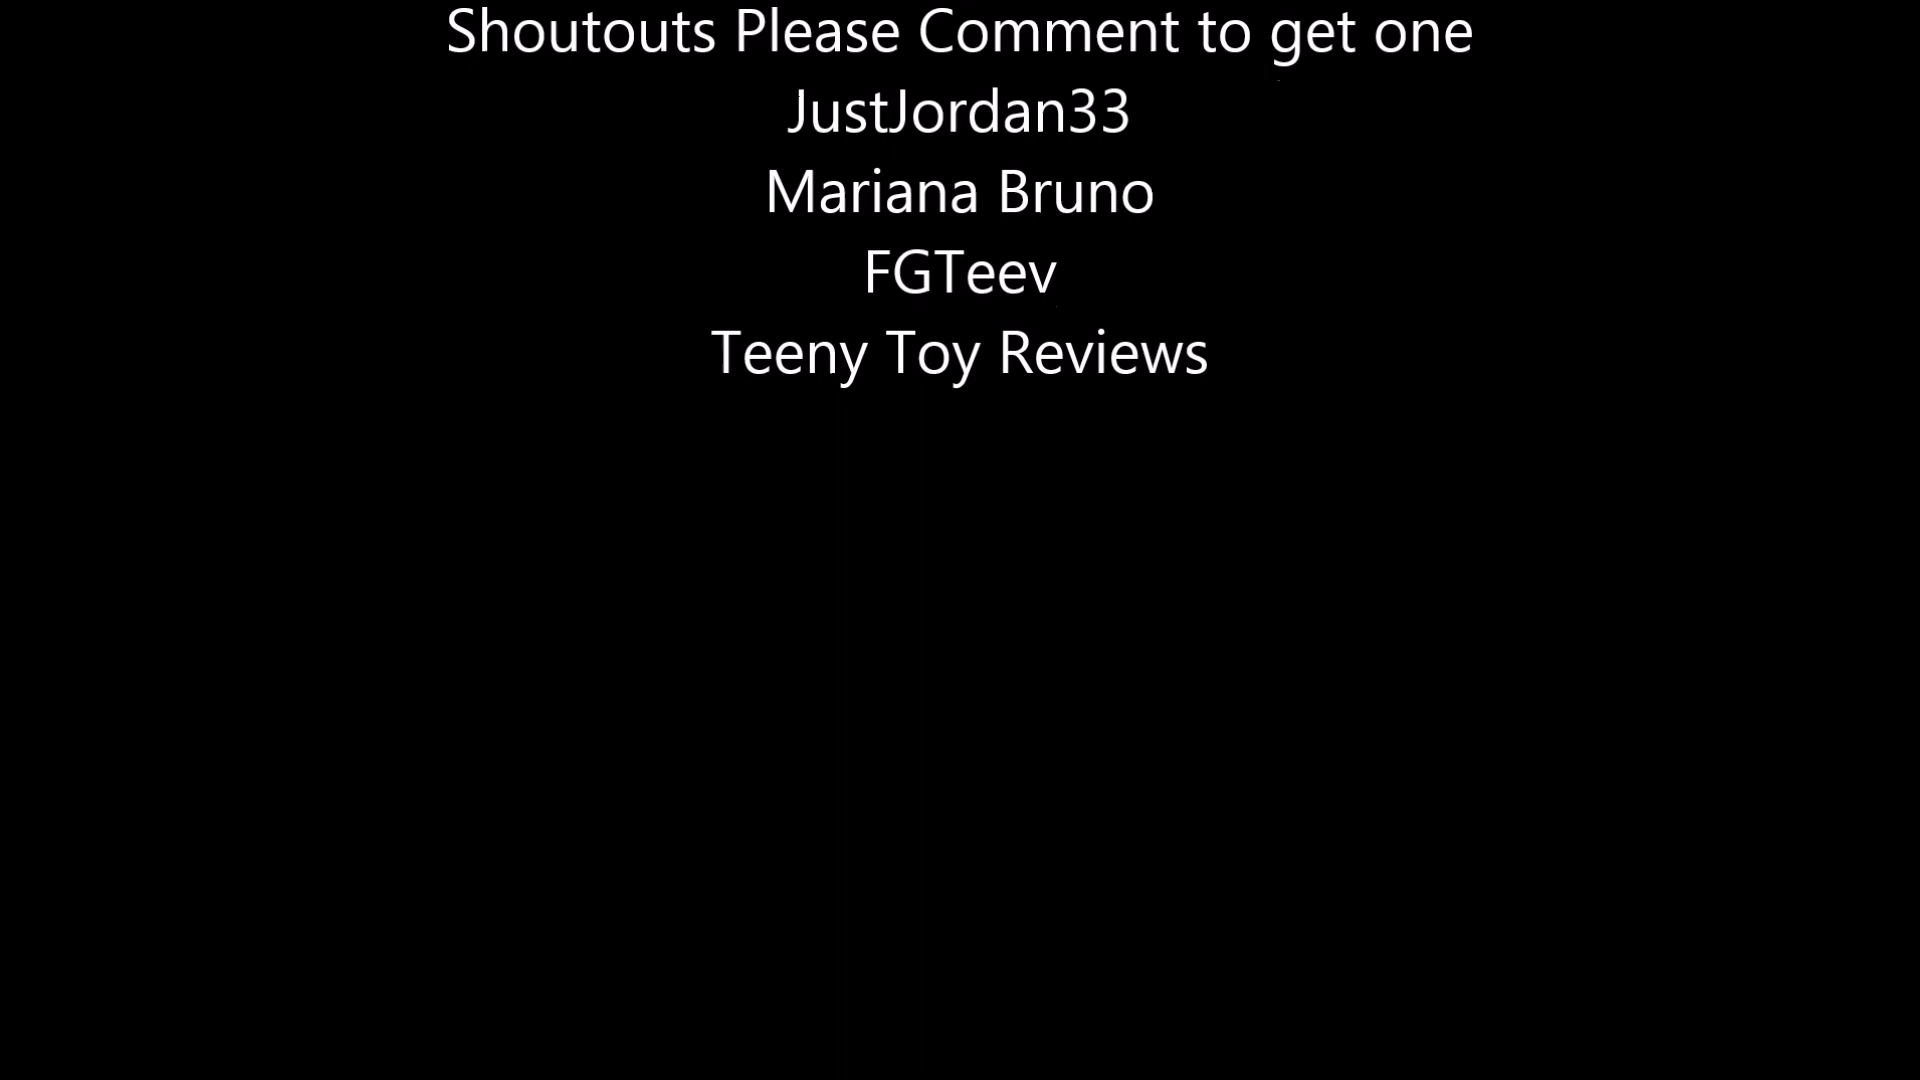 Shoutouts Please Comment to get one
JustJordan33
Mariana Bruno
FGTeev
Teeny Toy Reviews